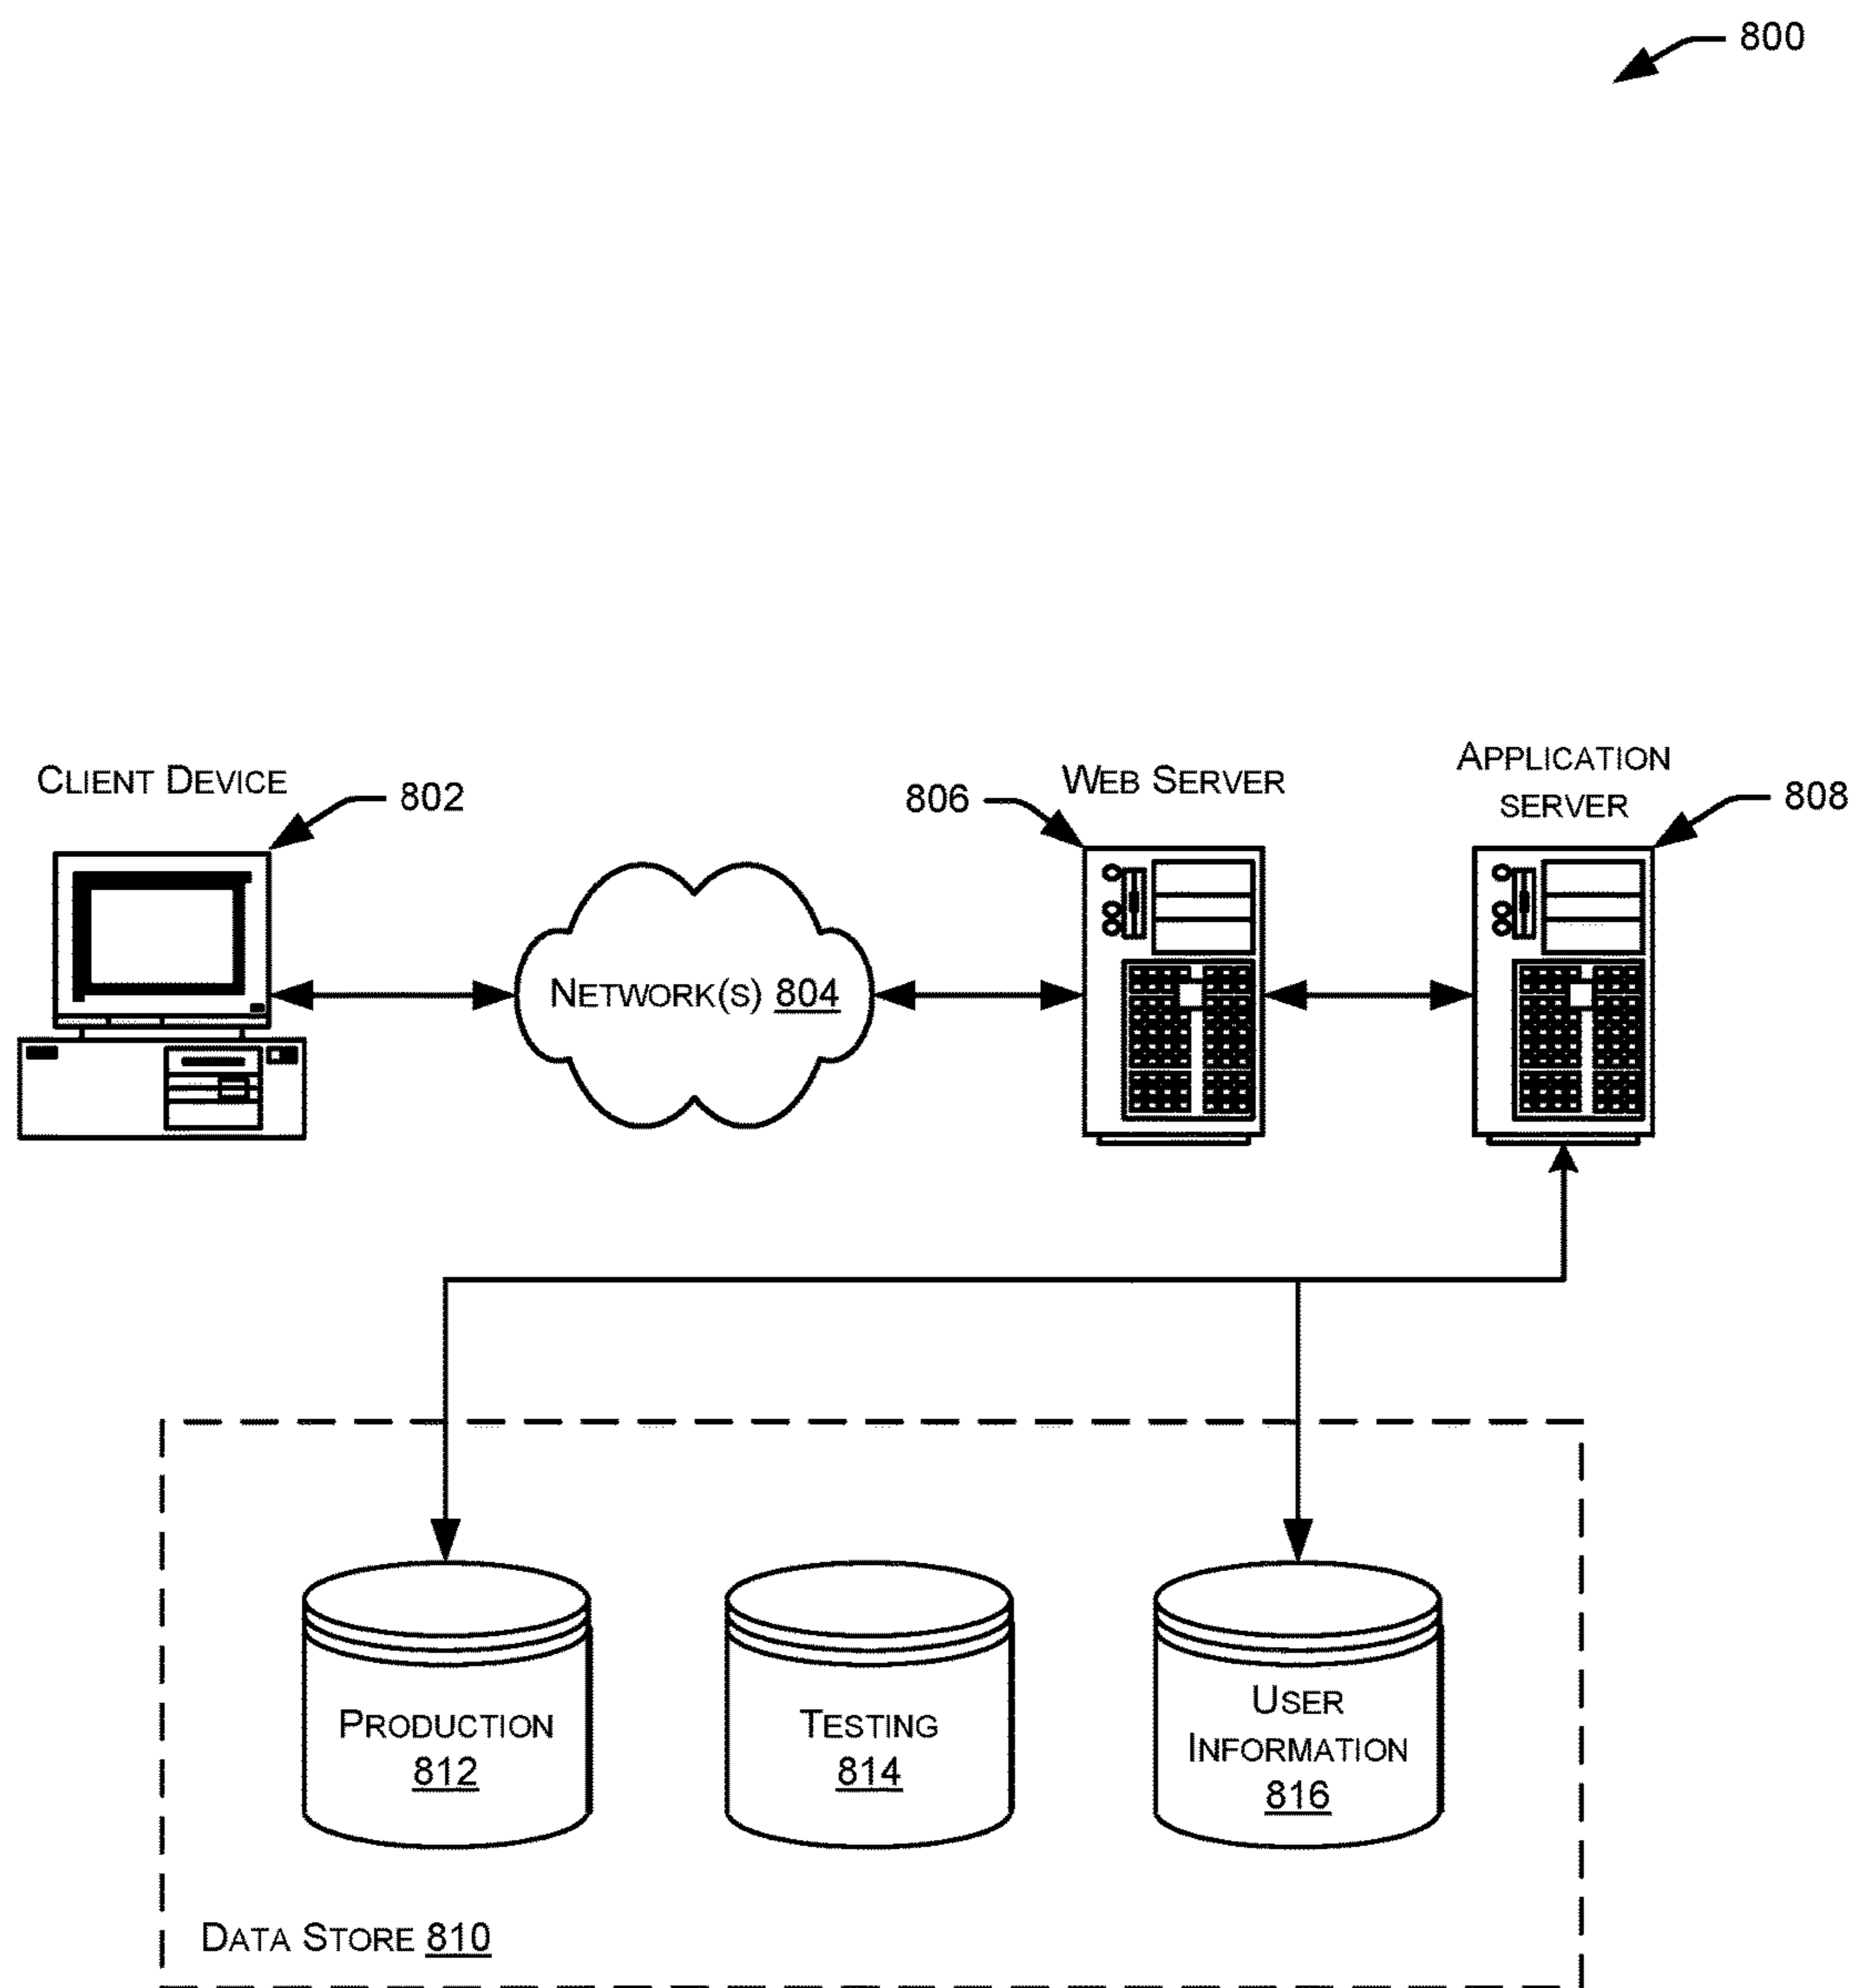 800
CLIENT DEVICE
802
806
WEB SERVER
APPLICATION
SERVER
808
NETWORK(S) 804
PRODUCTION
812
TESTING
814
USER
INFORMATION
816
DATA STORE 810